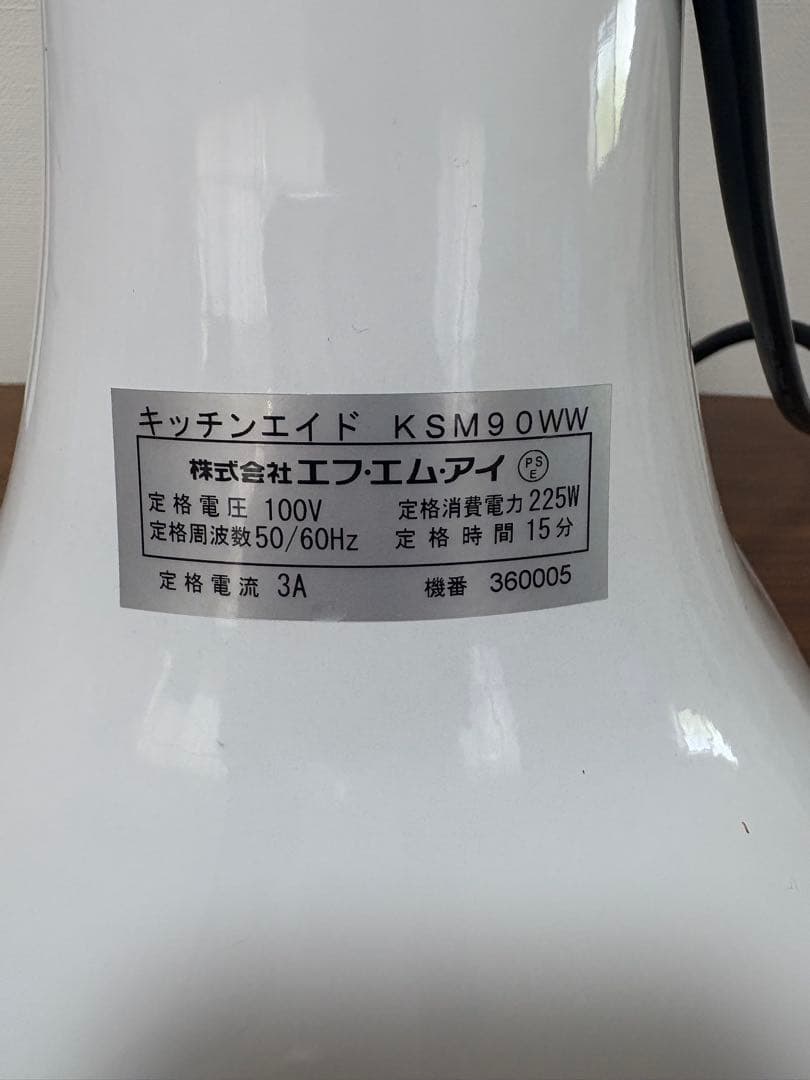 キッチンエイド KSM90WW
株式会社エフ・エム・アイ PSE
定格電圧 100V 定格消費電力 225W
定格周波数 50/60Hz 定格時間 15分
定格電流 3A 機番 360005